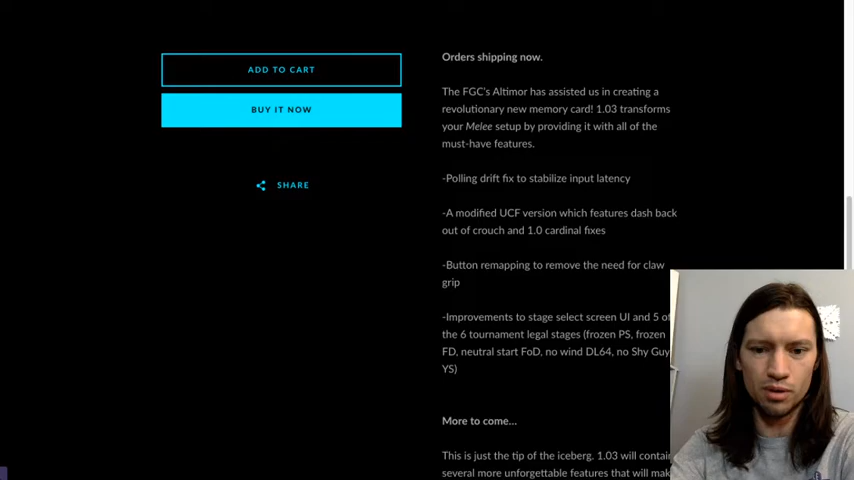 ADD TO CART
BUY IT NOW
SHARE
Orders shipping now.
The FGC's Altimor has assisted us in creating a
revolutionary new memory card! 1.03 transforms
your Melee setup by providing it with all of the
must-have features.
-Polling drift fix to stabilize input latency
-A modified UCF version which features dash back
out of crouch and 1.0 cardinal fixes
-Button remapping to remove the need for claw
grip
-Improvements to stage select screen UI and 5 of
the 6 tournament legal stages (frozen PS, frozen
FD, neutral start FoD, no wind DL64, no Shy Guy
YS)
More to come...
This is just the tip of the iceberg. 1.03 will contain
several more unforgettable features that will